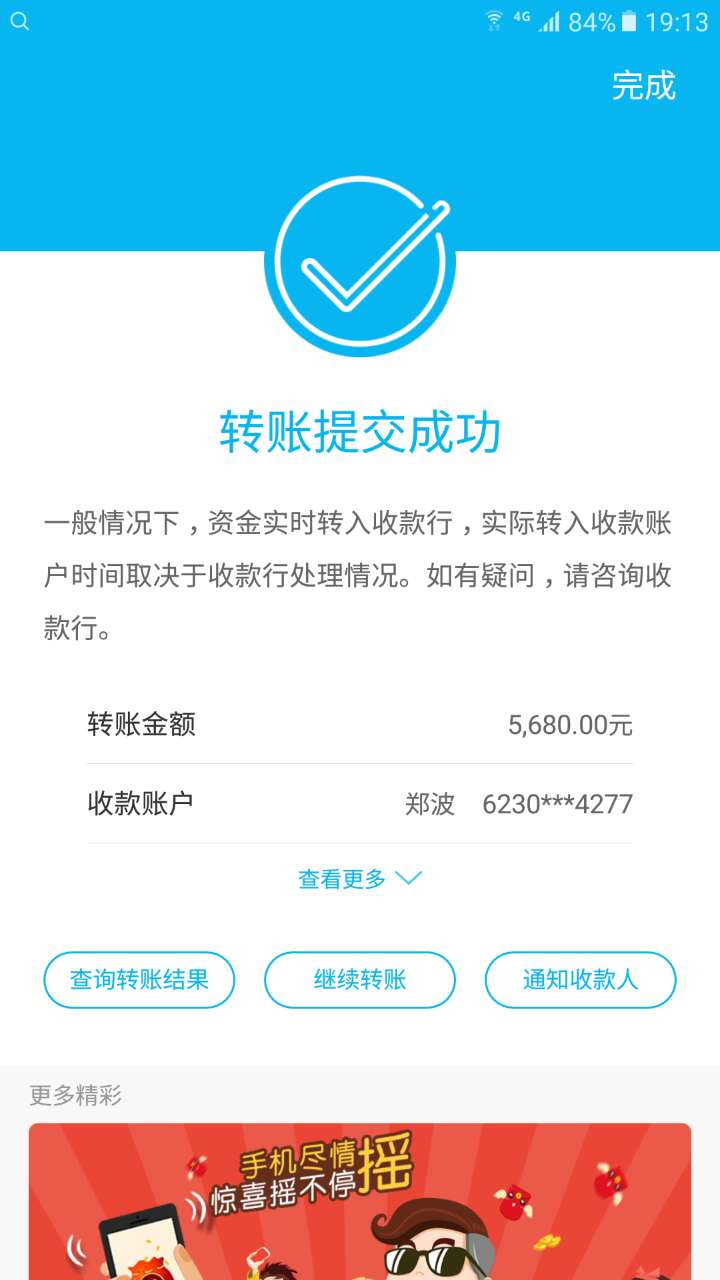 4G 84% 19:13
完成
转账提交成功
一般情况下，资金实时转入收款行，实际转入收款账
户时间取决于收款行处理情况。如有疑问，请咨询收
款行。
转账金额 5,680.00元
收款账户 郑波 6230***4277
查看更多
查询转账结果 继续转账 通知收款人
更多精彩
手机尽情摇
惊喜摇不停